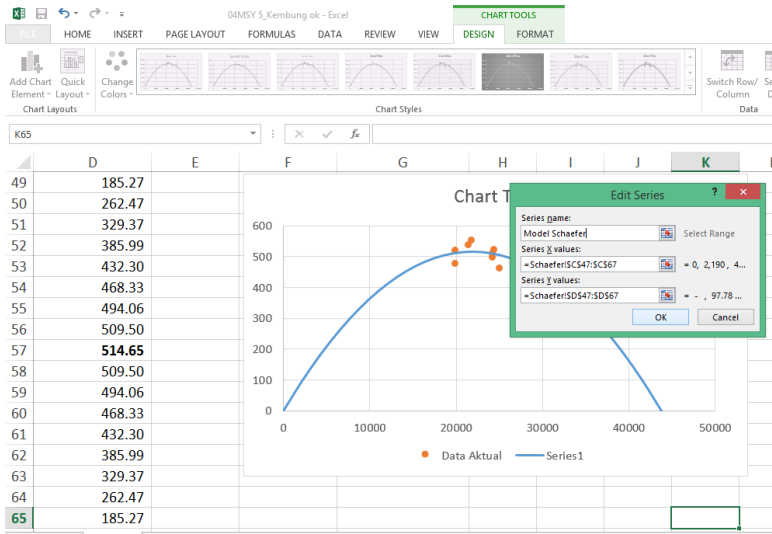 04MSY 5_Kembung ok - Excel
CHART TOOLS
FILE HOME INSERT PAGE LAYOUT FORMULAS DATA REVIEW VIEW DESIGN FORMAT
Add Chart Element
Quick Layout
Change Colors
Switch Row/ Column
Chart Layouts
Chart Styles
Data
K65
fx
D E F G H I J K
49 185.27
50 262.47
51 329.37
52 385.99
53 432.30
54 468.33
55 494.06
56 509.50
57 514.65
58 509.50
59 494.06
60 468.33
61 432.30
62 385.99
63 329.37
64 262.47
65 185.27
Chart T
600
500
400
300
200
100
0
0 10000 20000 30000 40000 50000
Data Aktual Series1
Edit Series ?
Series name:
Model Schaefer
Select Range
Series X values:
=Schaefer!$C$47:$C$67 = 0, 2,190 , 4...
Series Y values:
=Schaefer!$D$47:$D$67 = - , 97.78 ...
OK Cancel